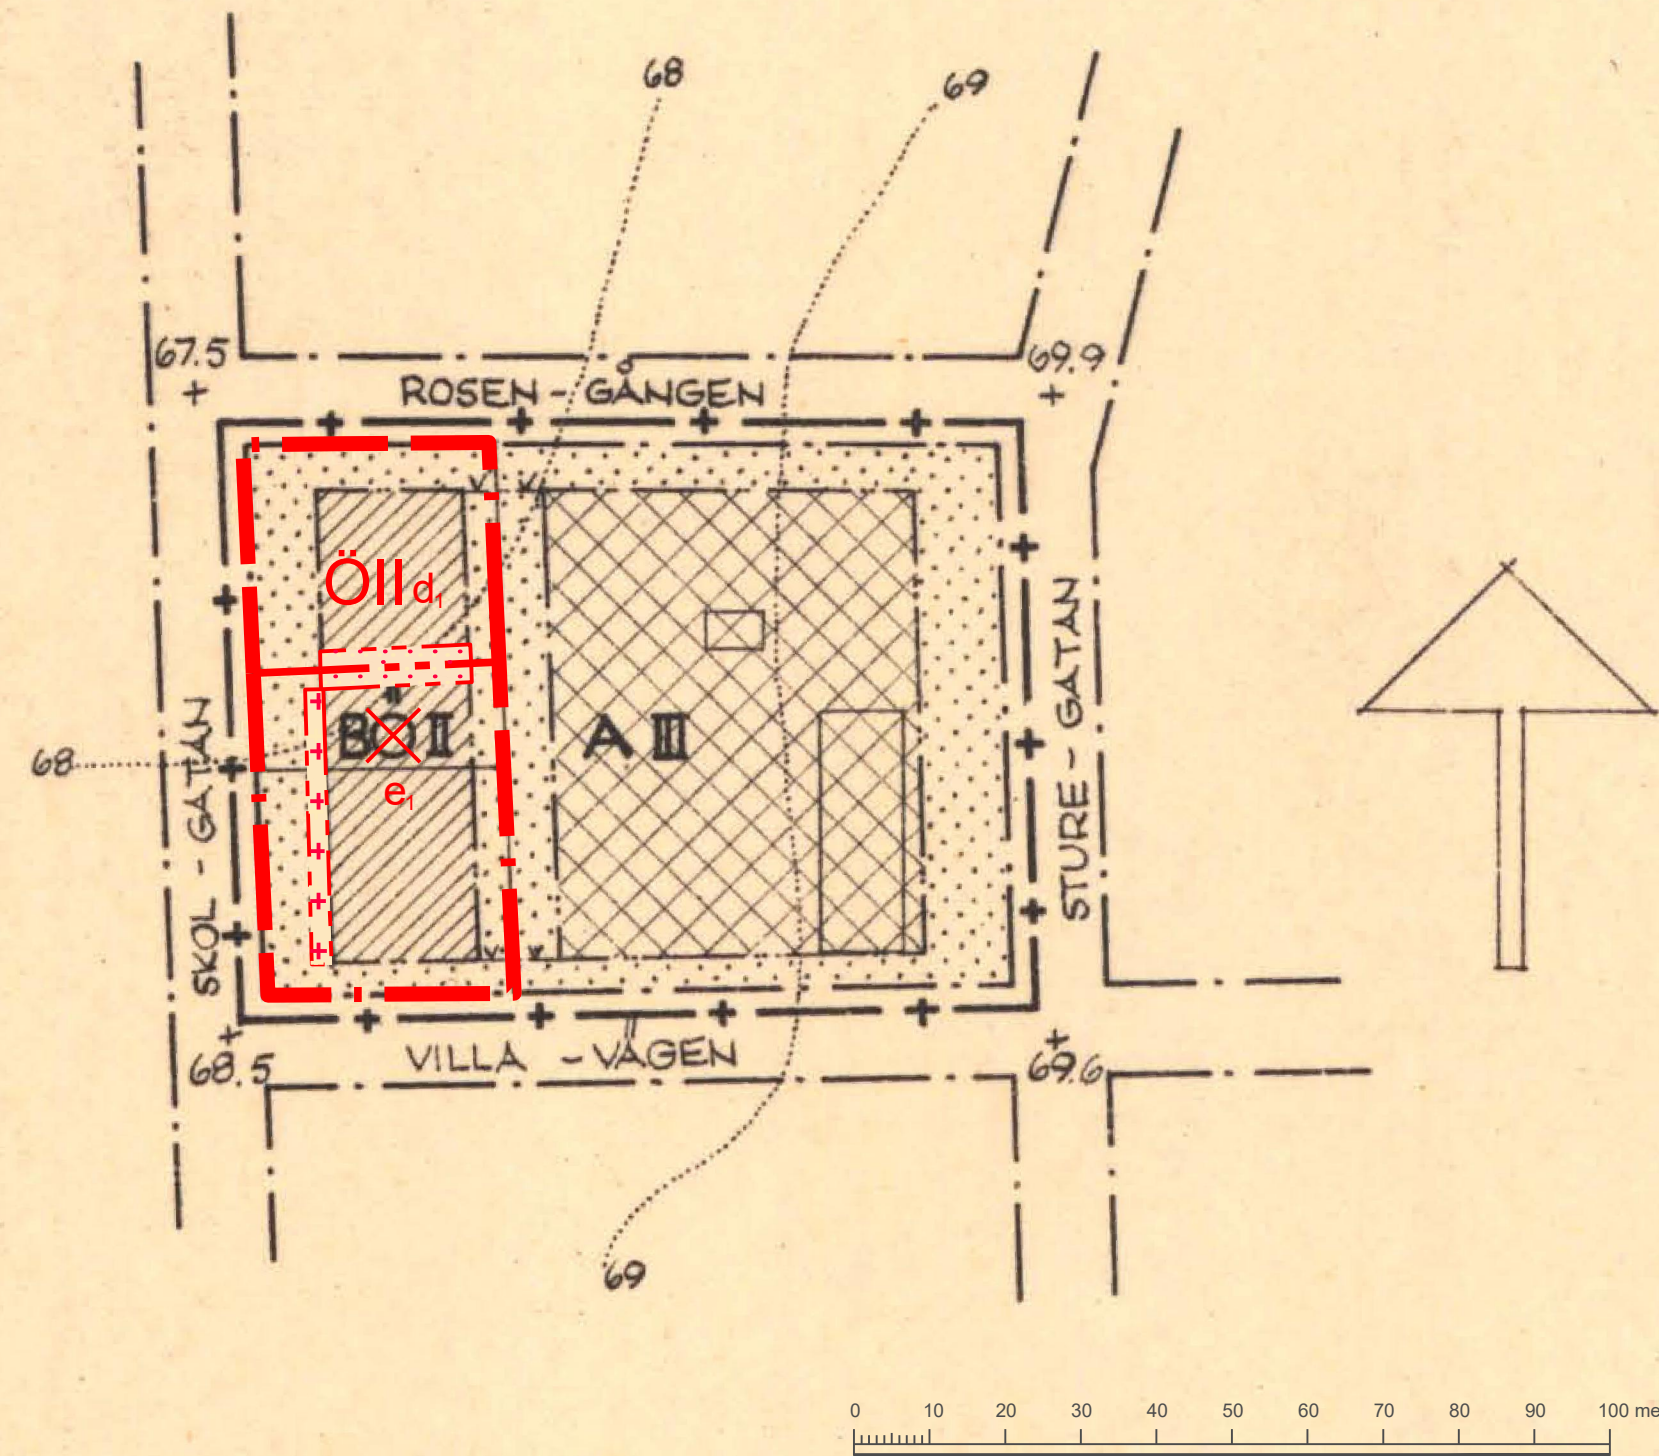 68
69
67.5
69.9
ROSEN-GÅNGEN
ÖII d1
BÖII
A III
e1
68
SKOL-GATAN
STURE-GATAN
68.5
VILLA-VÄGEN
69.6
69
0 10 20 30 40 50 60 70 80 90 100 me